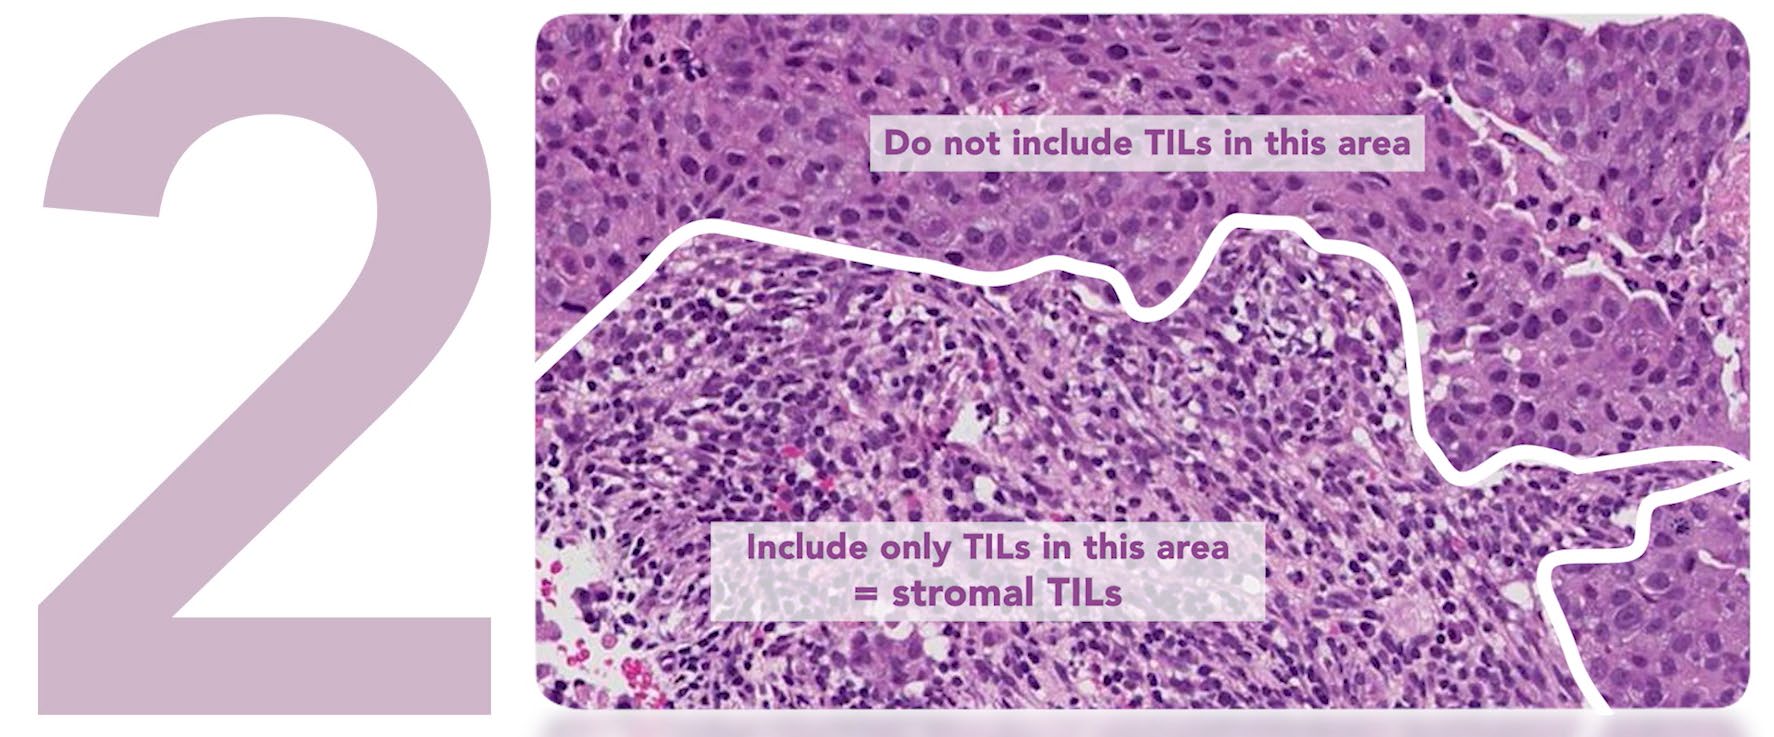 2
Do not include TILs in this area
Include only TILs in this area
= stromal TILs